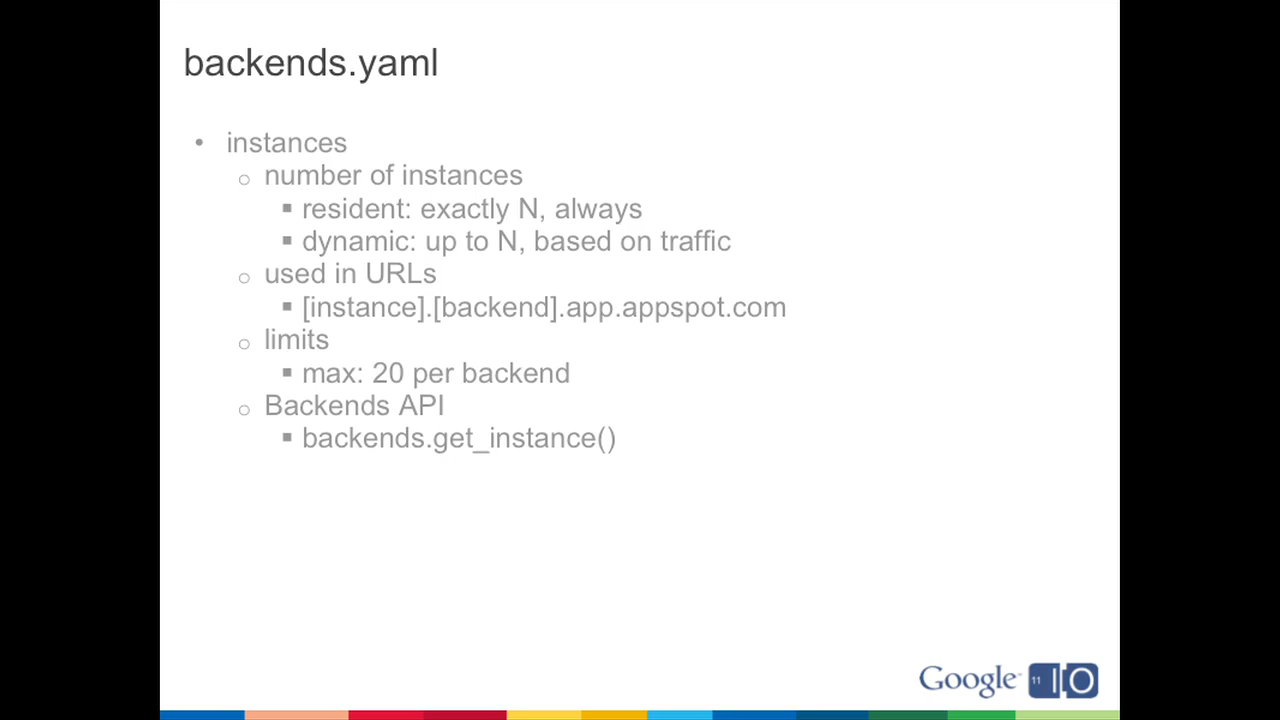 backends.yaml
• instances
o number of instances
▪ resident: exactly N, always
▪ dynamic: up to N, based on traffic
o used in URLs
▪ [instance].[backend].app.appspot.com
o limits
▪ max: 20 per backend
o Backends API
▪ backends.get_instance()
Google 11 IO